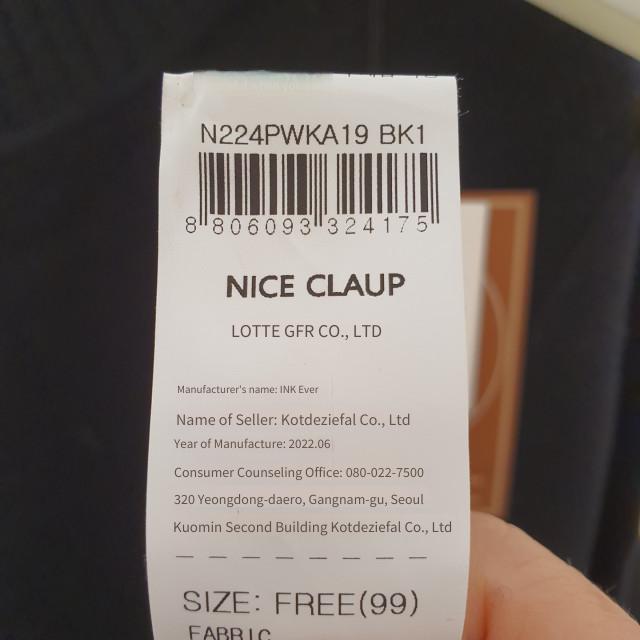 N224PWKA19 BK1
8 806093 324175
NICE CLAUP
LOTTE GFR CO., LTD
Manufacturer's name: INK Ever
Name of Seller: Kotdeziefal Co., Ltd
Year of Manufacture: 2022.06
Consumer Counseling Office: 080-022-7500
320 Yeongdong-daero, Gangnam-gu, Seoul
Kuomin Second Building Kotdeziefal Co., Ltd
SIZE: FREE(99)
FABRIC